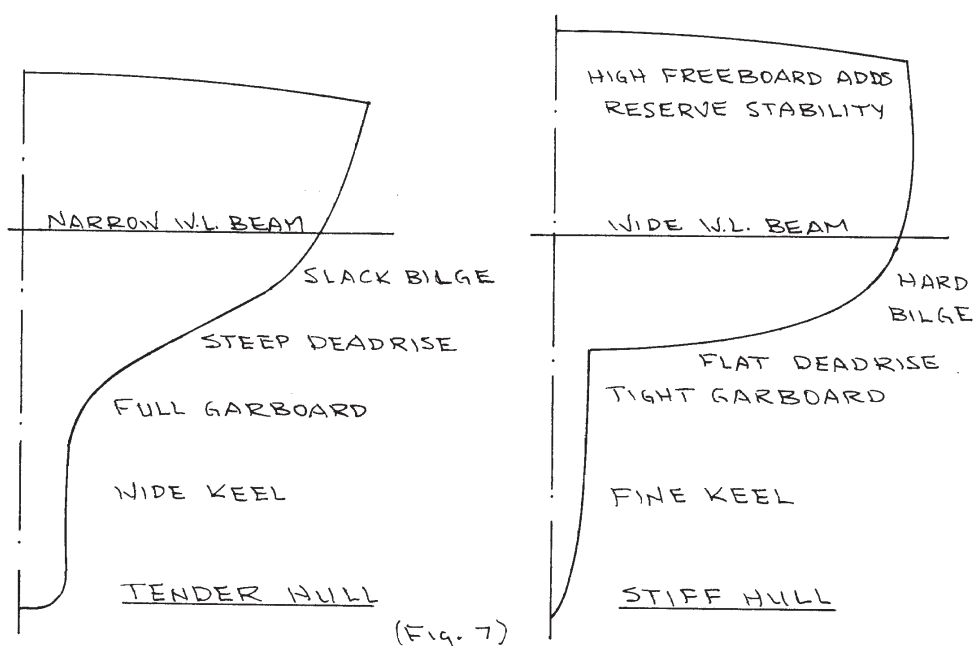 NARROW W.L. BEAM
SLACK BILGE
STEEP DEADRISE
FULL GARBOARD
WIDE KEEL
TENDER HULL
HIGH FREEBOARD ADDS
RESERVE STABILITY
WIDE W.L. BEAM
HARD
BILGE
FLAT DEADRISE
TIGHT GARBOARD
FINE KEEL
STIFF HULL
(Fig. 7)